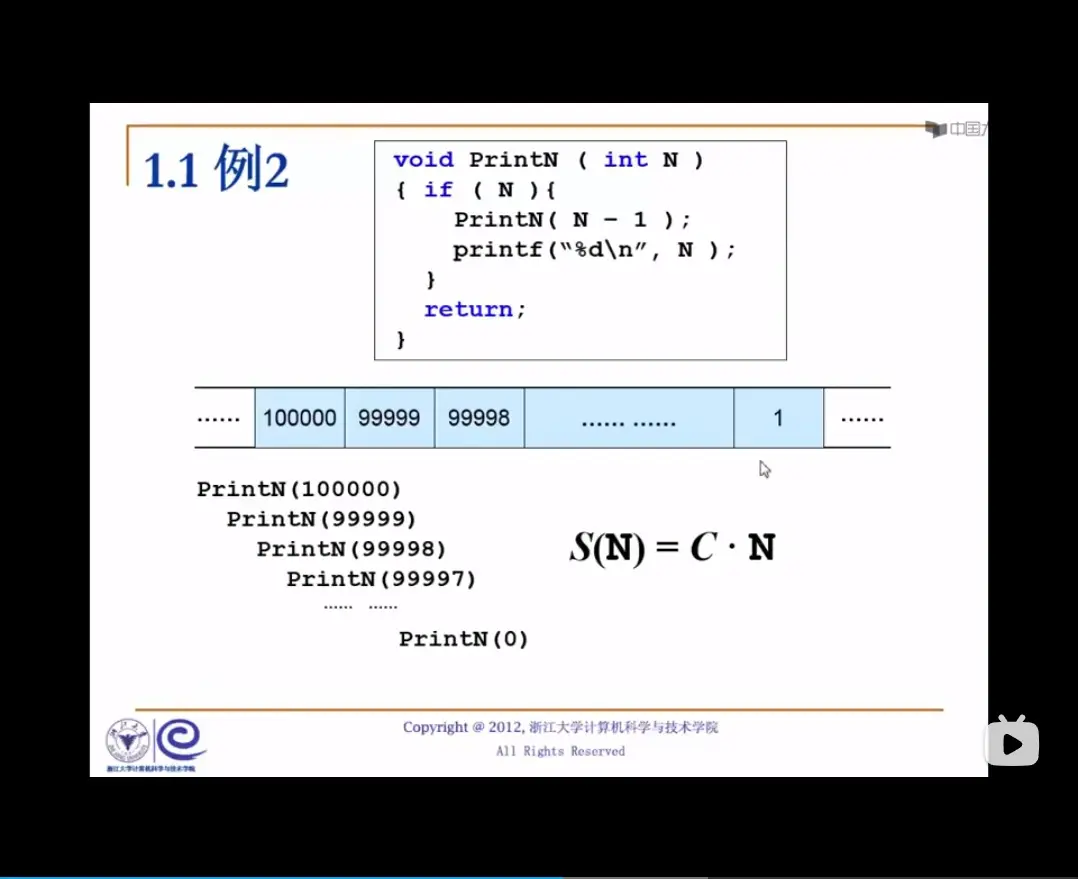 中国大
1.1 例2
void PrintN ( int N )
{ if ( N ){
PrintN( N - 1 );
printf(“%d\n”, N );
}
return;
}
…… 100000 99999 99998 …… …… 1 ……
PrintN(100000)
PrintN(99999)
PrintN(99998)
PrintN(99997)
…… ……
PrintN(0)
S(N) = C · N
Copyright @ 2012, 浙江大学计算机科学与技术学院
All Rights Reserved
浙江大学计算机科学与技术学院